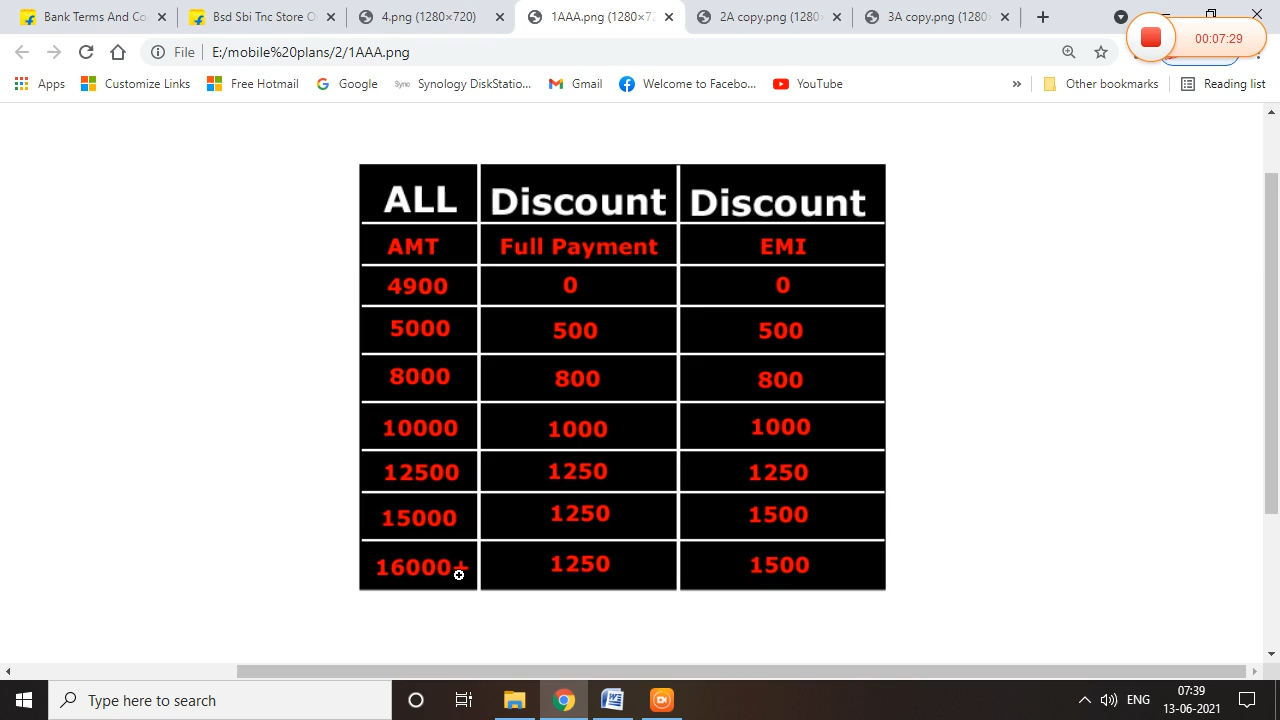 Bank Terms And Co
Bsd Sbi Tnc Store O
4.png (1280×723)
1AAA.png (1280×72
2a copy.png (1280
3a copy.png (1280
00:07:29
File | E:/mobile%20plans/2/1AAA.png
Apps Customize Links Free Hotmail Google Sync Synology DiskStatio... Gmail Welcome to Facebo... YouTube » Other bookmarks Reading list
ALL Discount Discount
AMT Full Payment EMI
4900 0 0
5000 500 500
8000 800 800
10000 1000 1000
12500 1250 1250
15000 1250 1500
16000+ 1250 1500
Type here to search
ENG
07:39
13-06-2021